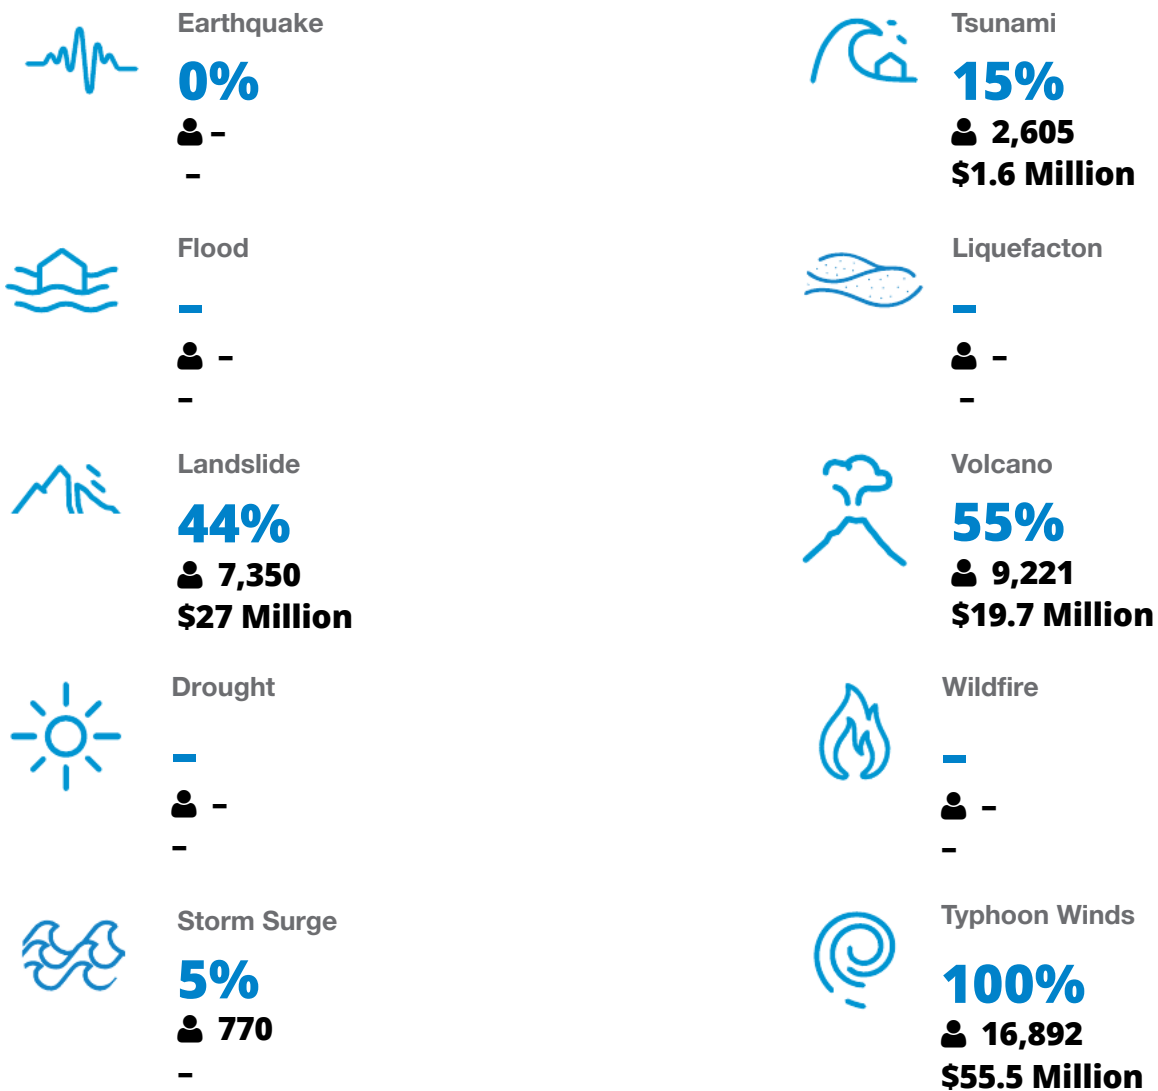 Earthquake
0%
–
–
Tsunami
15%
2,605
$1.6 Million
Flood
–
–
–
Liquefacton
–
–
–
Landslide
44%
7,350
$27 Million
Volcano
55%
9,221
$19.7 Million
Drought
–
–
–
Wildfire
–
–
–
Storm Surge
5%
770
–
Typhoon Winds
100%
16,892
$55.5 Million